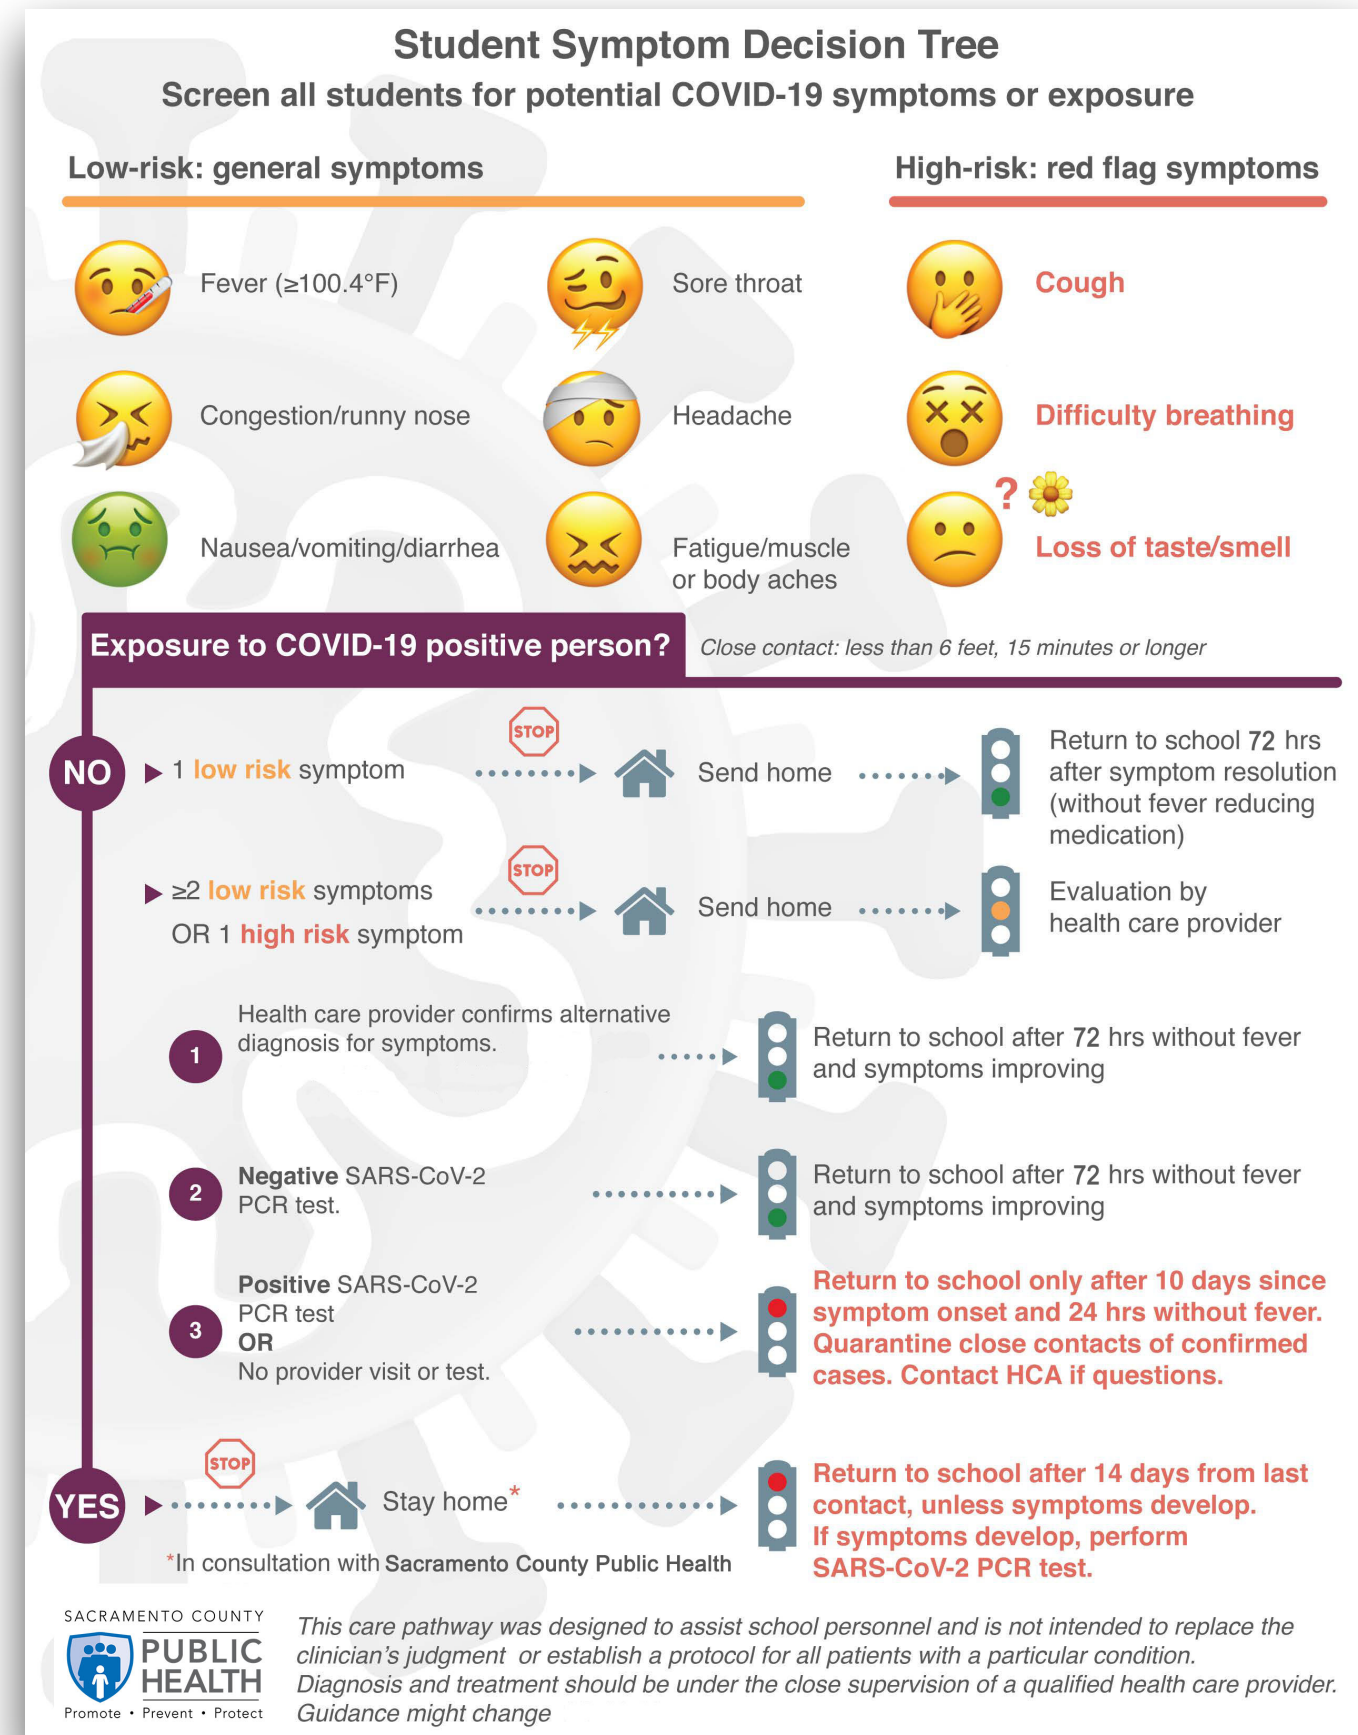 Student Symptom Decision Tree
Screen all students for potential COVID-19 symptoms or exposure
Low-risk: general symptoms
High-risk: red flag symptoms
Fever (≥100.4°F)
Sore throat
Cough
Congestion/runny nose
Headache
Difficulty breathing
Nausea/vomiting/diarrhea
Fatigue/muscle
or body aches
?
Loss of taste/smell
Exposure to COVID-19 positive person?
Close contact: less than 6 feet, 15 minutes or longer
NO
1 low risk symptom
STOP
Send home
Return to school 72 hrs
after symptom resolution
(without fever reducing
medication)
≥2 low risk symptoms
OR 1 high risk symptom
STOP
Send home
Evaluation by
health care provider
1
Health care provider confirms alternative
diagnosis for symptoms.
Return to school after 72 hrs without fever
and symptoms improving
2
Negative SARS-CoV-2
PCR test.
Return to school after 72 hrs without fever
and symptoms improving
3
Positive SARS-CoV-2
PCR test
OR
No provider visit or test.
Return to school only after 10 days since
symptom onset and 24 hrs without fever.
Quarantine close contacts of confirmed
cases. Contact HCA if questions.
YES
STOP
Stay home*
Return to school after 14 days from last
contact, unless symptoms develop.
If symptoms develop, perform
SARS-CoV-2 PCR test.
*In consultation with Sacramento County Public Health
SACRAMENTO COUNTY
PUBLIC
HEALTH
Promote • Prevent • Protect
This care pathway was designed to assist school personnel and is not intended to replace the
clinician's judgment or establish a protocol for all patients with a particular condition.
Diagnosis and treatment should be under the close supervision of a qualified health care provider.
Guidance might change